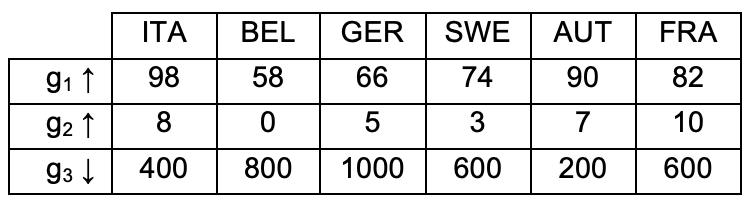 ITA BEL GER SWE AUT FRA
g₁ ↑ 98 58 66 74 90 82
g₂ ↑ 8 0 5 3 7 10
g₃ ↓ 400 800 1000 600 200 600